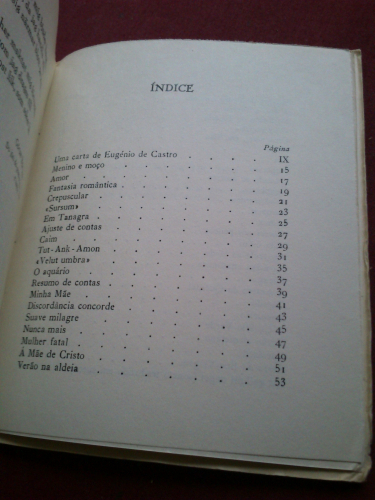 ÍNDICE
Página
Uma carta de Eugénio de Castro . . . . IX
Menino e moço . . . . . . 15
Amor . . . . . . . 17
Fantasia romântica . . . . . . 19
Crepuscular . . . . . . 21
«Sursum» . . . . . . 23
Em Tanagra . . . . . . 25
Ajuste de contas . . . . . . 27
Caim . . . . . . . 29
Tut-Ank-Amon . . . . . . 31
«Velut umbra» . . . . . . 35
O aquário . . . . . . 37
Resumo de contas . . . . . . 39
Minha Mãe . . . . . . 41
Discordância concorde . . . . . 43
Suave milagre . . . . . . 45
Nunca mais . . . . . . 47
Mulher fatal . . . . . . 49
À Mãe de Cristo . . . . . . 51
Verão na aldeia . . . . . . 53